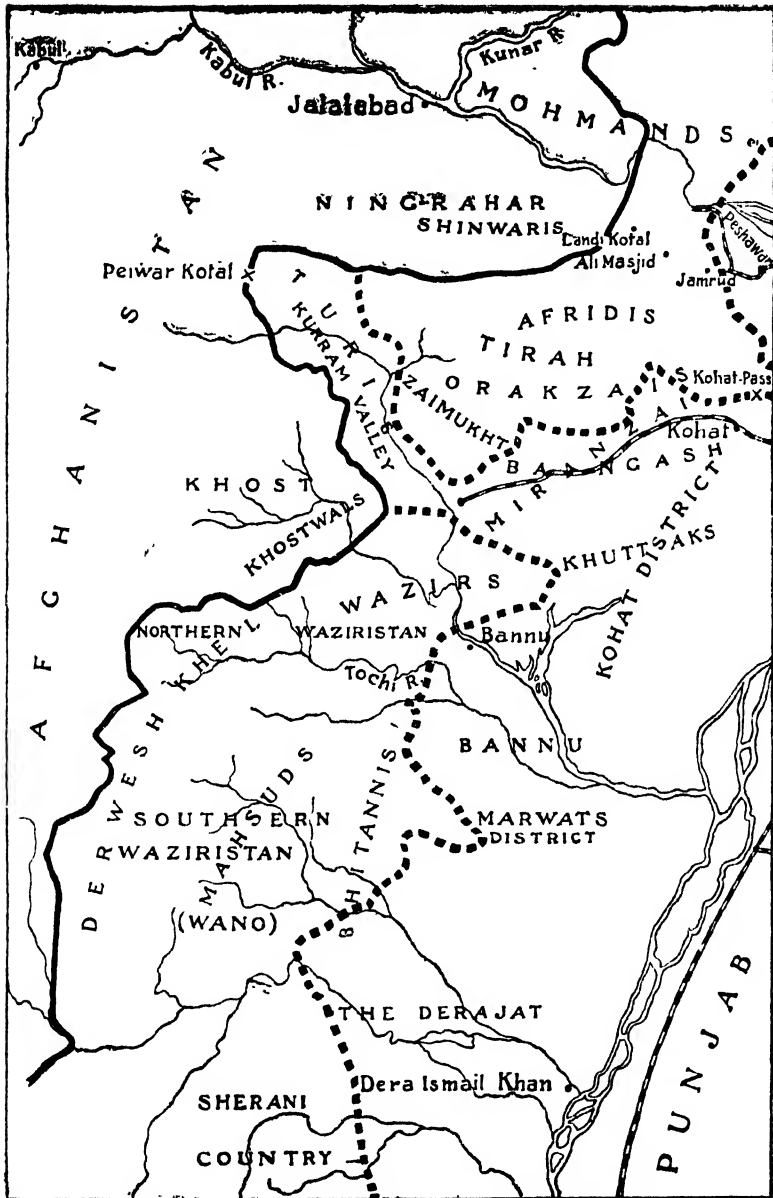 Kabul
Kabul R.
Kunar R.
Jalalabad
MOHMANDS
AFGHANISTAN
NINGRAHAR
SHINWARIS
Landi Kotal
Ali Masjid
Peshawar
Jamrud
Peiwar Kotal
TURIS
KURRAM VALLEY
AFRIDIS
TIRAH
ORAKZAIS
Kohat-Pass
ZAIMUKHT
Kohat
BANGASH
MIRANZAI
KHOST
KHOSTWALS
KHUTTAKS
KOHAT DISTRICT
WAZIRS
NORTHERN WAZIRISTAN
Bannu
Tochi R.
DERWESH KHEL
BANNU
MAHSUDS
BHITANNIS
SOUTHERN
WAZIRISTAN
MARWATS
DISTRICT
(WANO)
THE DERAJAT
PUNJAB
Dera Ismail Khan
SHERANI
COUNTRY